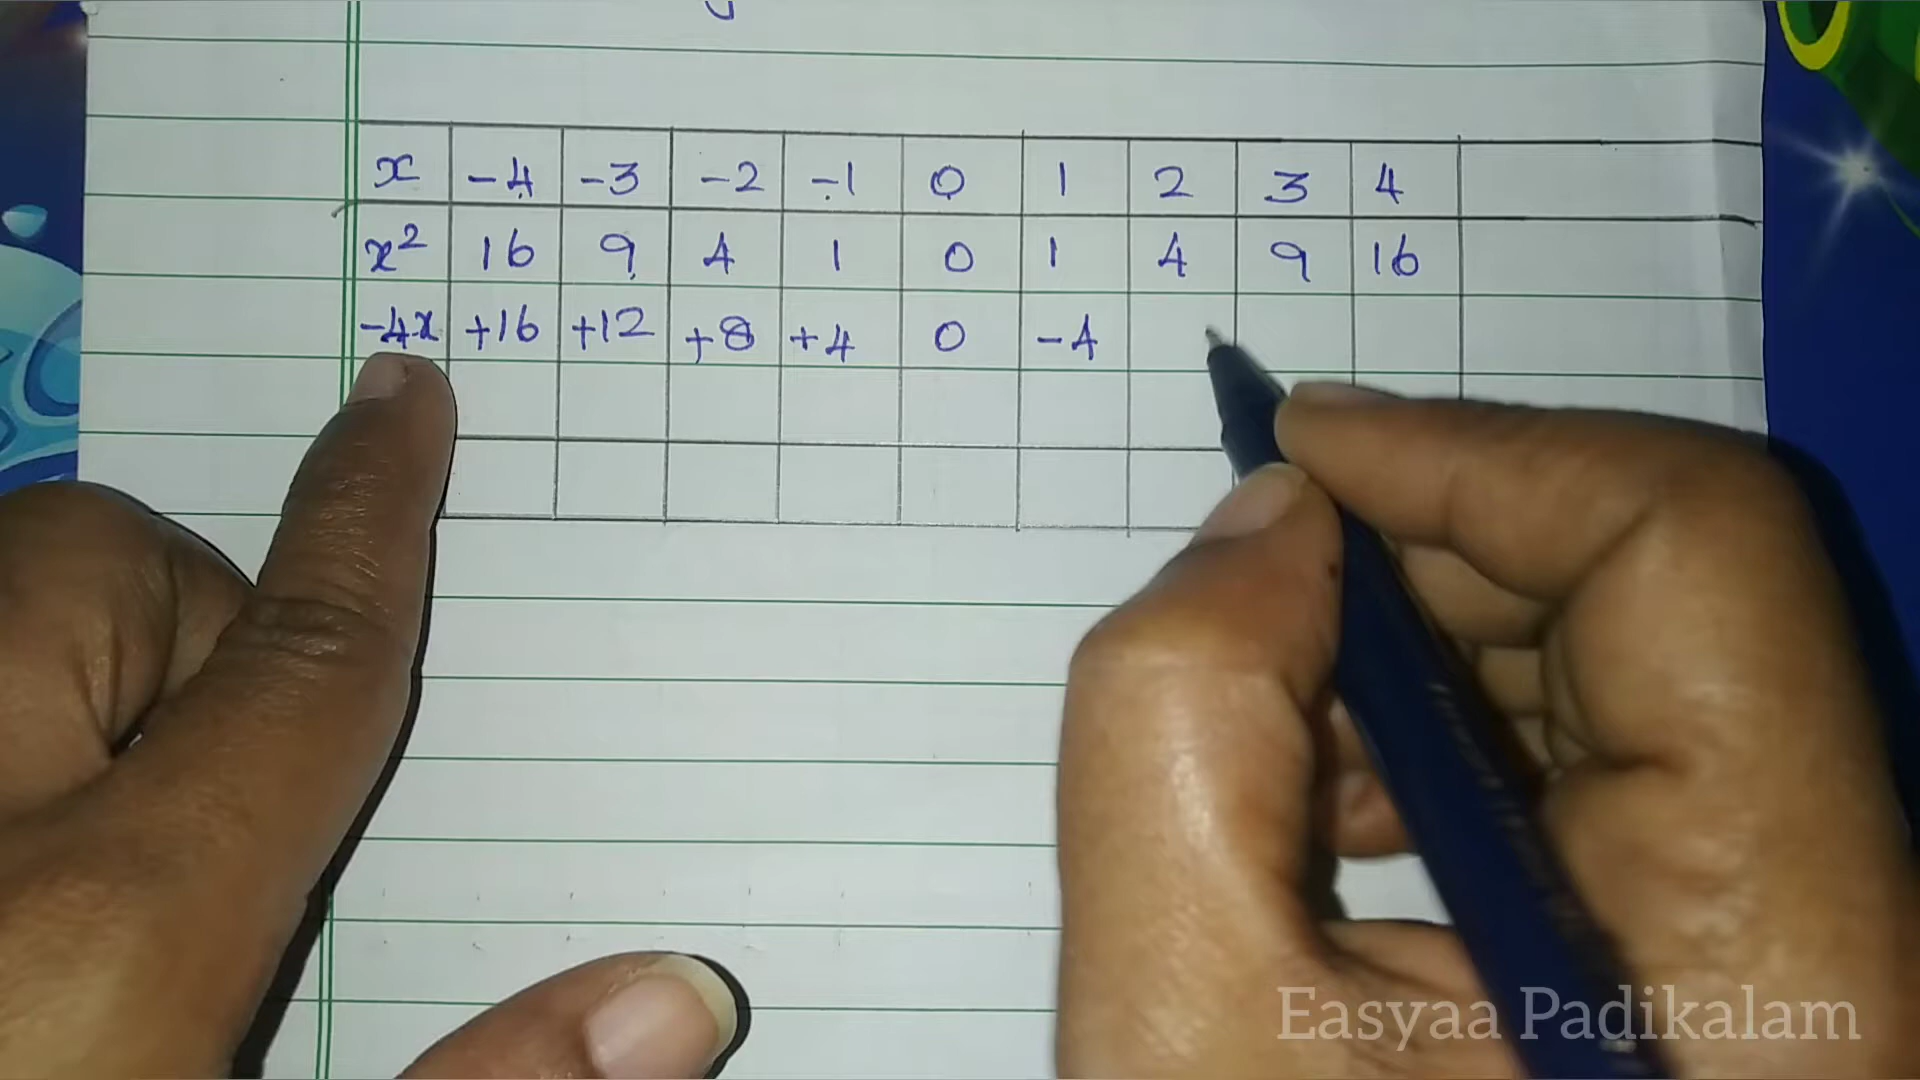 x -4 -3 -2 -1 0 1 2 3 4
x² 16 9 4 1 0 1 4 9 16
-4x +16 +12 +8 +4 0 -4
Easyaa Padikalam